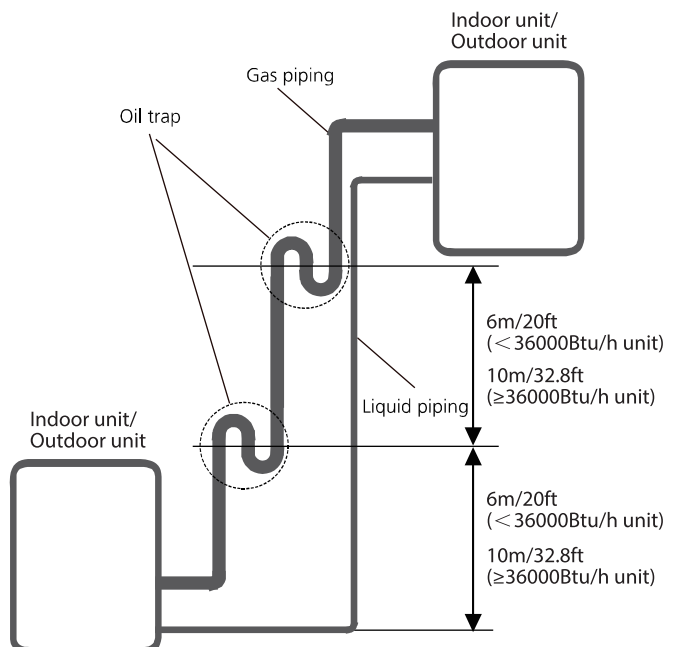 Indoor unit/
Outdoor unit
Gas piping
Oil trap
6m/20ft
(<36000Btu/h unit)
10m/32.8ft
(≥36000Btu/h unit)
Liquid piping
Indoor unit/
Outdoor unit
6m/20ft
(<36000Btu/h unit)
10m/32.8ft
(≥36000Btu/h unit)